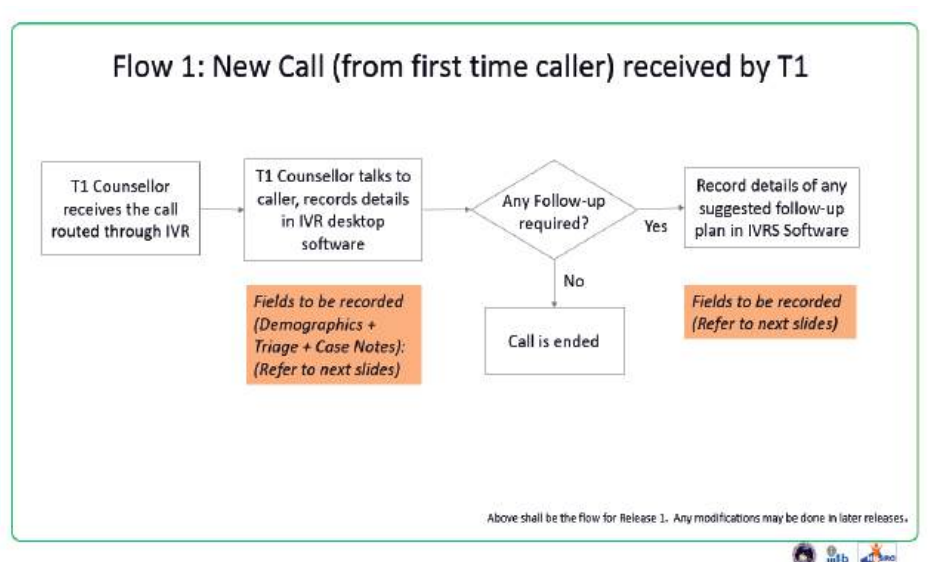 Flow 1: New Call (from first time caller) received by T1
T1 Counsellor
receives the call
routed through IVR
T1 Counsellor talks to
caller, records details
in IVR desktop
software
Any Follow-up
required?
Yes
Record details of any
suggested follow-up
plan in IVRS Software
No
Call is ended
Fields to be recorded
(Demographics +
Triage + Case Notes):
(Refer to next slides)
Fields to be recorded
(Refer to next slides)
Above shall be the flow for Release 1. Any modifications may be done in later releases.